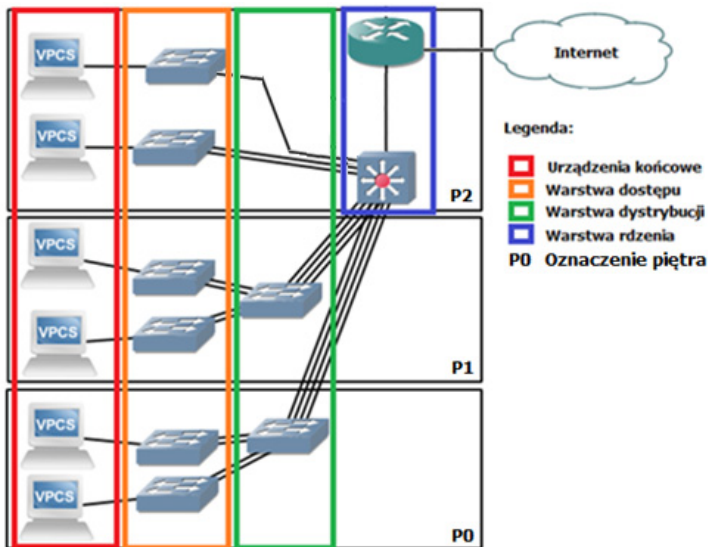 VPCS
VPCS
P2
Internet
Legenda:
Urządzenia końcowe
Warstwa dostępu
Warstwa dystrybucji
Warstwa rdzenia
P0 Oznaczenie piętra
VPCS
VPCS
P1
VPCS
VPCS
P0